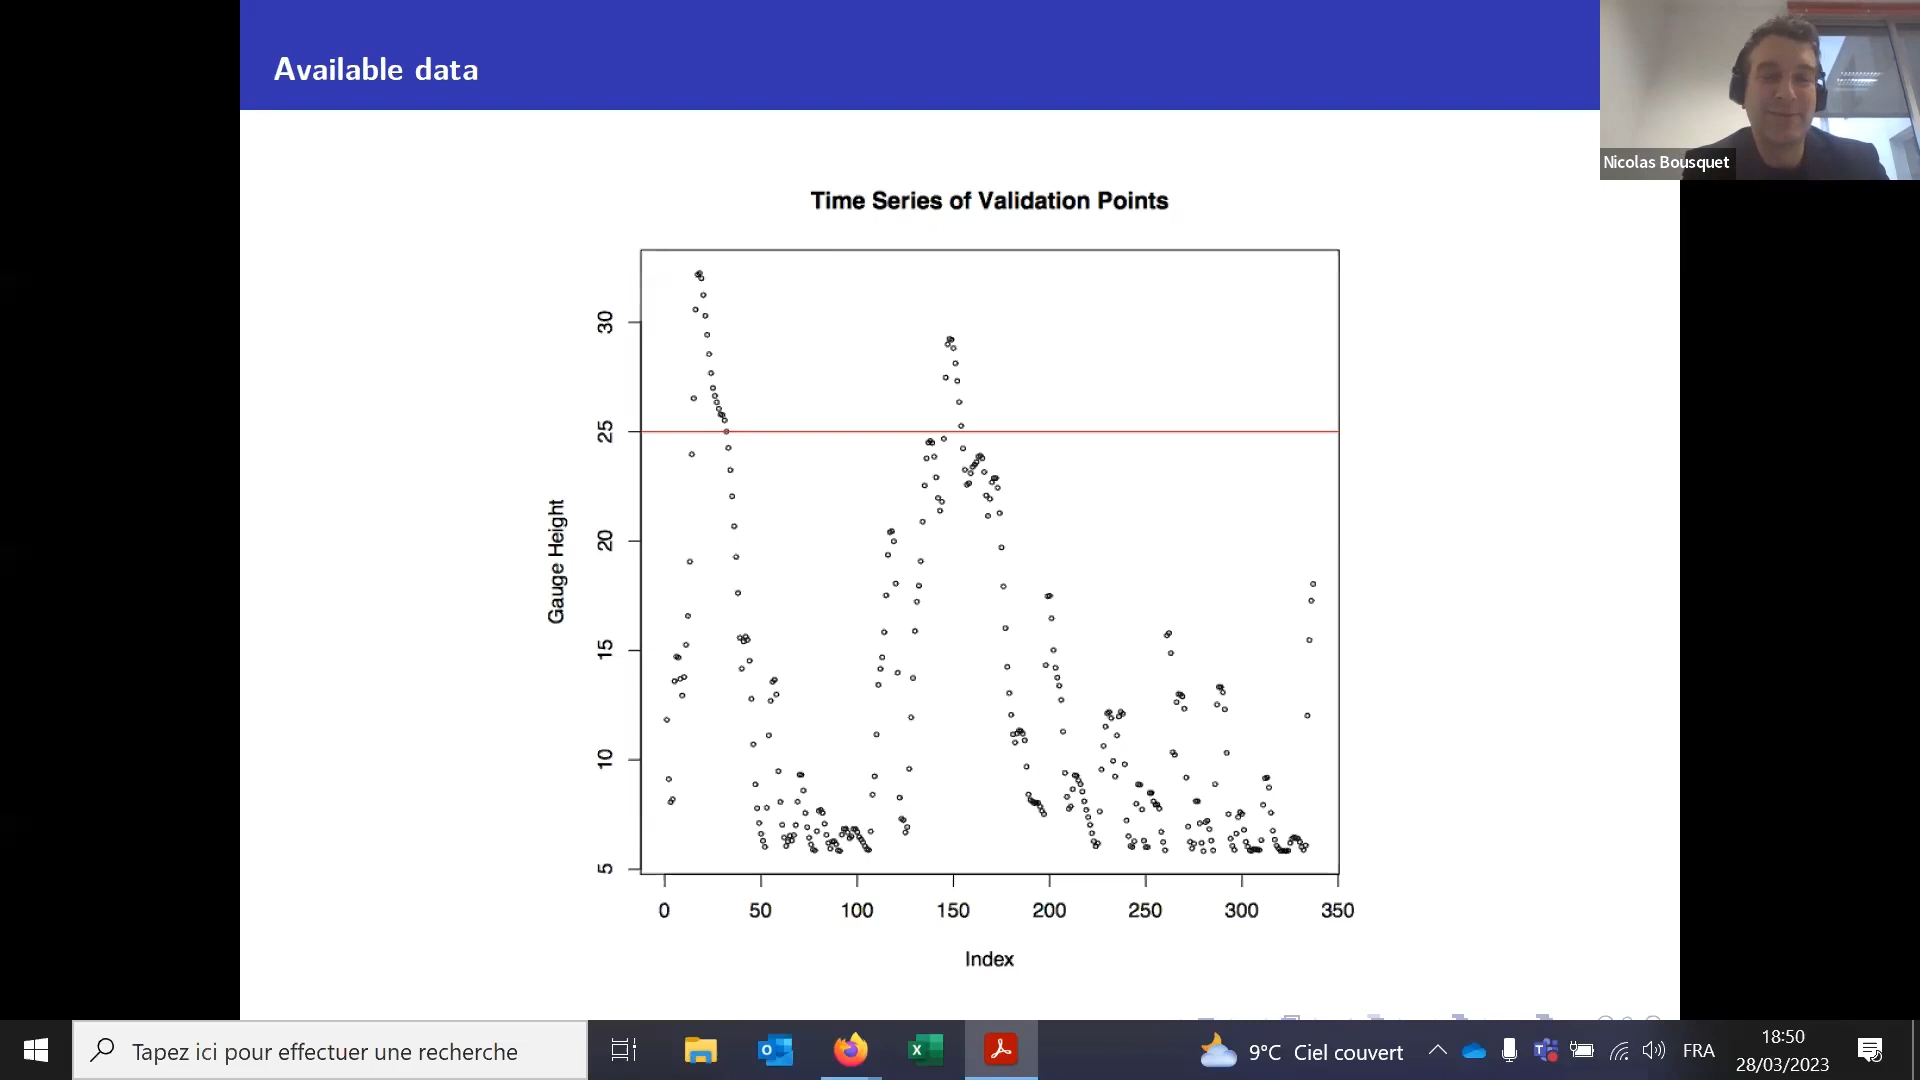 Available data
Nicolas Bousquet
Time Series of Validation Points
30
25
20
15
10
5
Gauge Height
0 50 100 150 200 250 300 350
Index
Tapez ici pour effectuer une recherche
9°C Ciel couvert
FRA
18:50
28/03/2023